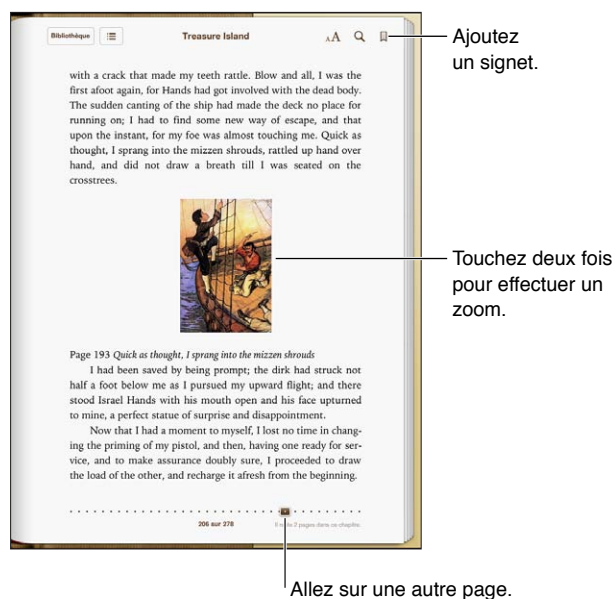 Bibliothèque
Treasure Island
AA
Ajoutez
un signet.
with a crack that made my teeth rattle. Blow and all, I was the
first afoot again, for Hands had got involved with the dead body.
The sudden canting of the ship had made the deck no place for
running on; I had to find some new way of escape, and that
upon the instant, for my foe was almost touching me. Quick as
thought, I sprang into the mizzen shrouds, rattled up hand over
hand, and did not draw a breath till I was seated on the
crosstrees.
Touchez deux fois
pour effectuer un
zoom.
Page 193 Quick as thought, I sprang into the mizzen shrouds
I had been saved by being prompt; the dirk had struck not
half a foot below me as I pursued my upward flight; and there
stood Israel Hands with his mouth open and his face upturned
to mine, a perfect statue of surprise and disappointment.
Now that I had a moment to myself, I lost no time in chang-
ing the priming of my pistol, and then, having one ready for ser-
vice, and to make assurance doubly sure, I proceeded to draw
the load of the other, and recharge it afresh from the beginning.
206 sur 278
Il reste 2 pages dans ce chapitre.
Allez sur une autre page.